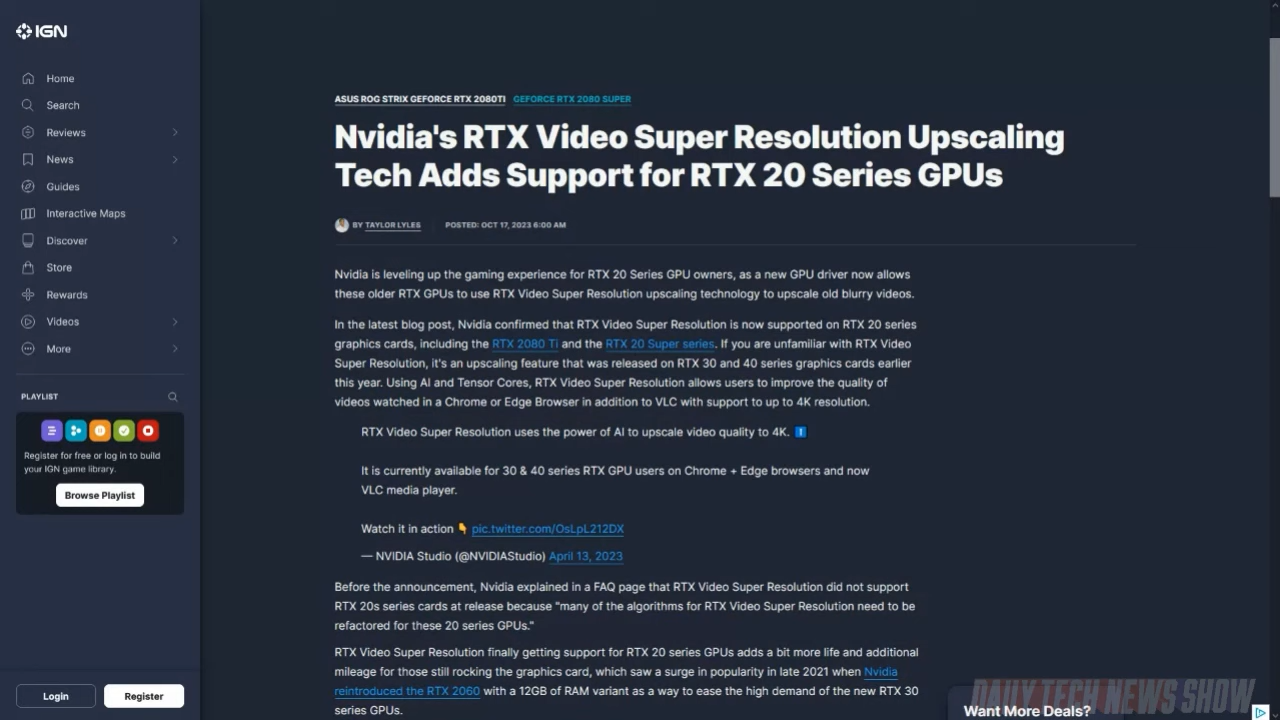 IGN
Home
Search
Reviews
News
Guides
Interactive Maps
Discover
Store
Rewards
Videos
More
PLAYLIST
Register for free or log in to build
your IGN game library.
Browse Playlist
Login
Register
ASUS ROG STRIX GEFORCE RTX 2080TI GEFORCE RTX 2080 SUPER
Nvidia's RTX Video Super Resolution Upscaling
Tech Adds Support for RTX 20 Series GPUs
BY TAYLOR LYLES POSTED: OCT 17, 2023 6:00 AM
Nvidia is leveling up the gaming experience for RTX 20 Series GPU owners, as a new GPU driver now allows
these older RTX GPUs to use RTX Video Super Resolution upscaling technology to upscale old blurry videos.
In the latest blog post, Nvidia confirmed that RTX Video Super Resolution is now supported on RTX 20 series
graphics cards, including the RTX 2080 Ti and the RTX 20 Super series. If you are unfamiliar with RTX Video
Super Resolution, it's an upscaling feature that was released on RTX 30 and 40 series graphics cards earlier
this year. Using AI and Tensor Cores, RTX Video Super Resolution allows users to improve the quality of
videos watched in a Chrome or Edge Browser in addition to VLC with support to up to 4K resolution.
RTX Video Super Resolution uses the power of AI to upscale video quality to 4K.
It is currently available for 30 & 40 series RTX GPU users on Chrome + Edge browsers and now
VLC media player.
Watch it in action 👇 pic.twitter.com/OsLpL212DX
— NVIDIA Studio (@NVIDIAStudio) April 13, 2023
Before the announcement, Nvidia explained in a FAQ page that RTX Video Super Resolution did not support
RTX 20s series cards at release because "many of the algorithms for RTX Video Super Resolution need to be
refactored for these 20 series GPUs."
RTX Video Super Resolution finally getting support for RTX 20 series GPUs adds a bit more life and additional
mileage for those still rocking the graphics card, which saw a surge in popularity in late 2021 when Nvidia
reintroduced the RTX 2060 with a 12GB of RAM variant as a way to ease the high demand of the new RTX 30
series GPUs.
DAILY TECH NEWS SHOW
Want More Deals?